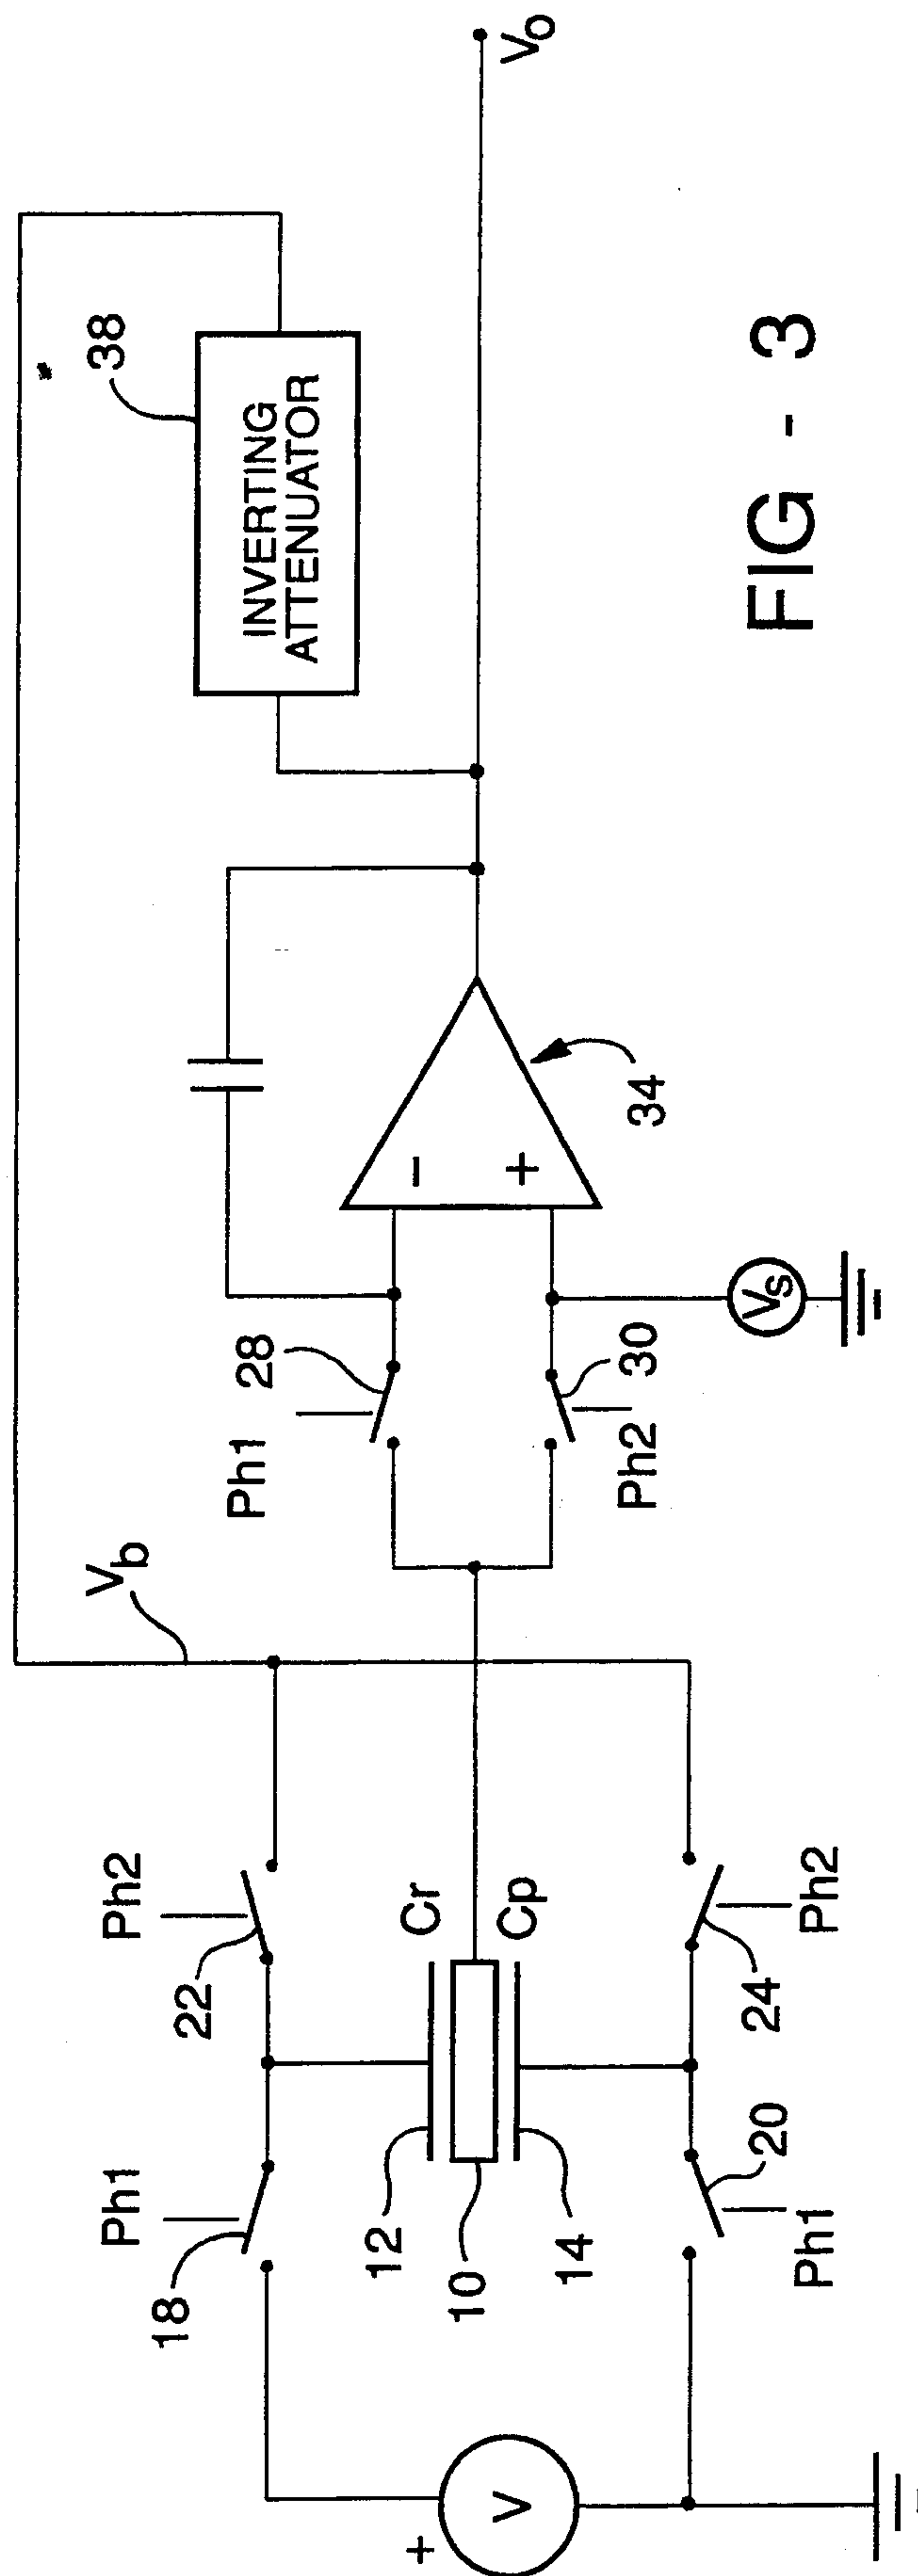 38
INVERTING
ATTENUATOR
Vb
Vo
Ph1
28
-
+
34
Ph2
30
Vs
Ph1
18
Ph2
22
Cr
Cp
12
10
14
V
+
Ph1
20
Ph2
24
FIG - 3